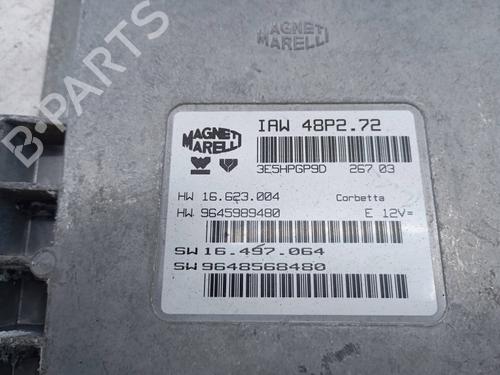 MAGNETI
MARELLI
B-PARTS
MAGNETI
MARELLI
IAW 48P2.72
3E5HPGP9D 267 03
HW 16.623.004 Corbetta
HW 9645989480 E 12V=
SW 16.497.064
SW 9648568480